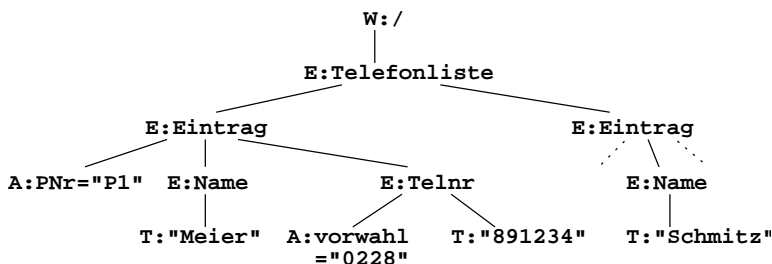 W:/
E:Telefonliste
E:Eintrag E:Eintrag
A:PNr="P1" E:Name E:Telnr E:Name
T:"Meier" A:vorwahl T:"891234" T:"Schmitz"
="0228"